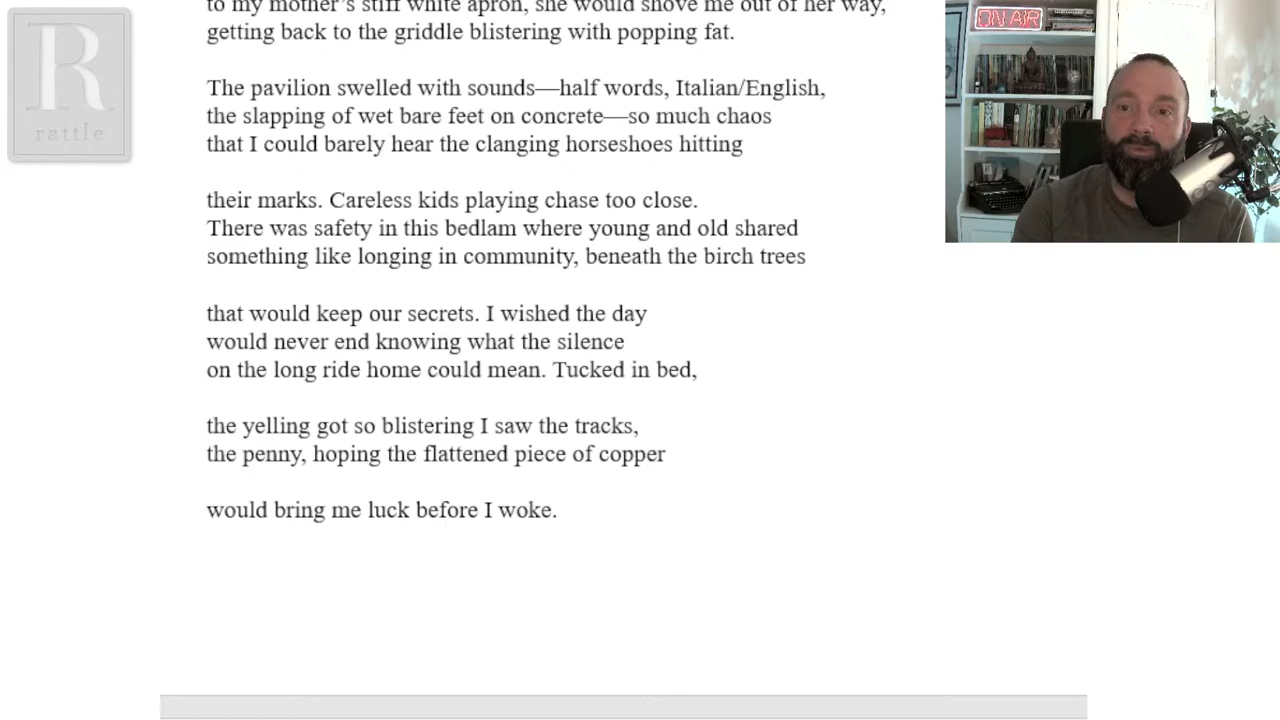 R
rattle
ON AIR
to my mother's stiff white apron, she would shove me out of her way,
getting back to the griddle blistering with popping fat.
The pavilion swelled with sounds—half words, Italian/English,
the slapping of wet bare feet on concrete—so much chaos
that I could barely hear the clanging horseshoes hitting
their marks. Careless kids playing chase too close.
There was safety in this bedlam where young and old shared
something like longing in community, beneath the birch trees
that would keep our secrets. I wished the day
would never end knowing what the silence
on the long ride home could mean. Tucked in bed,
the yelling got so blistering I saw the tracks,
the penny, hoping the flattened piece of copper
would bring me luck before I woke.